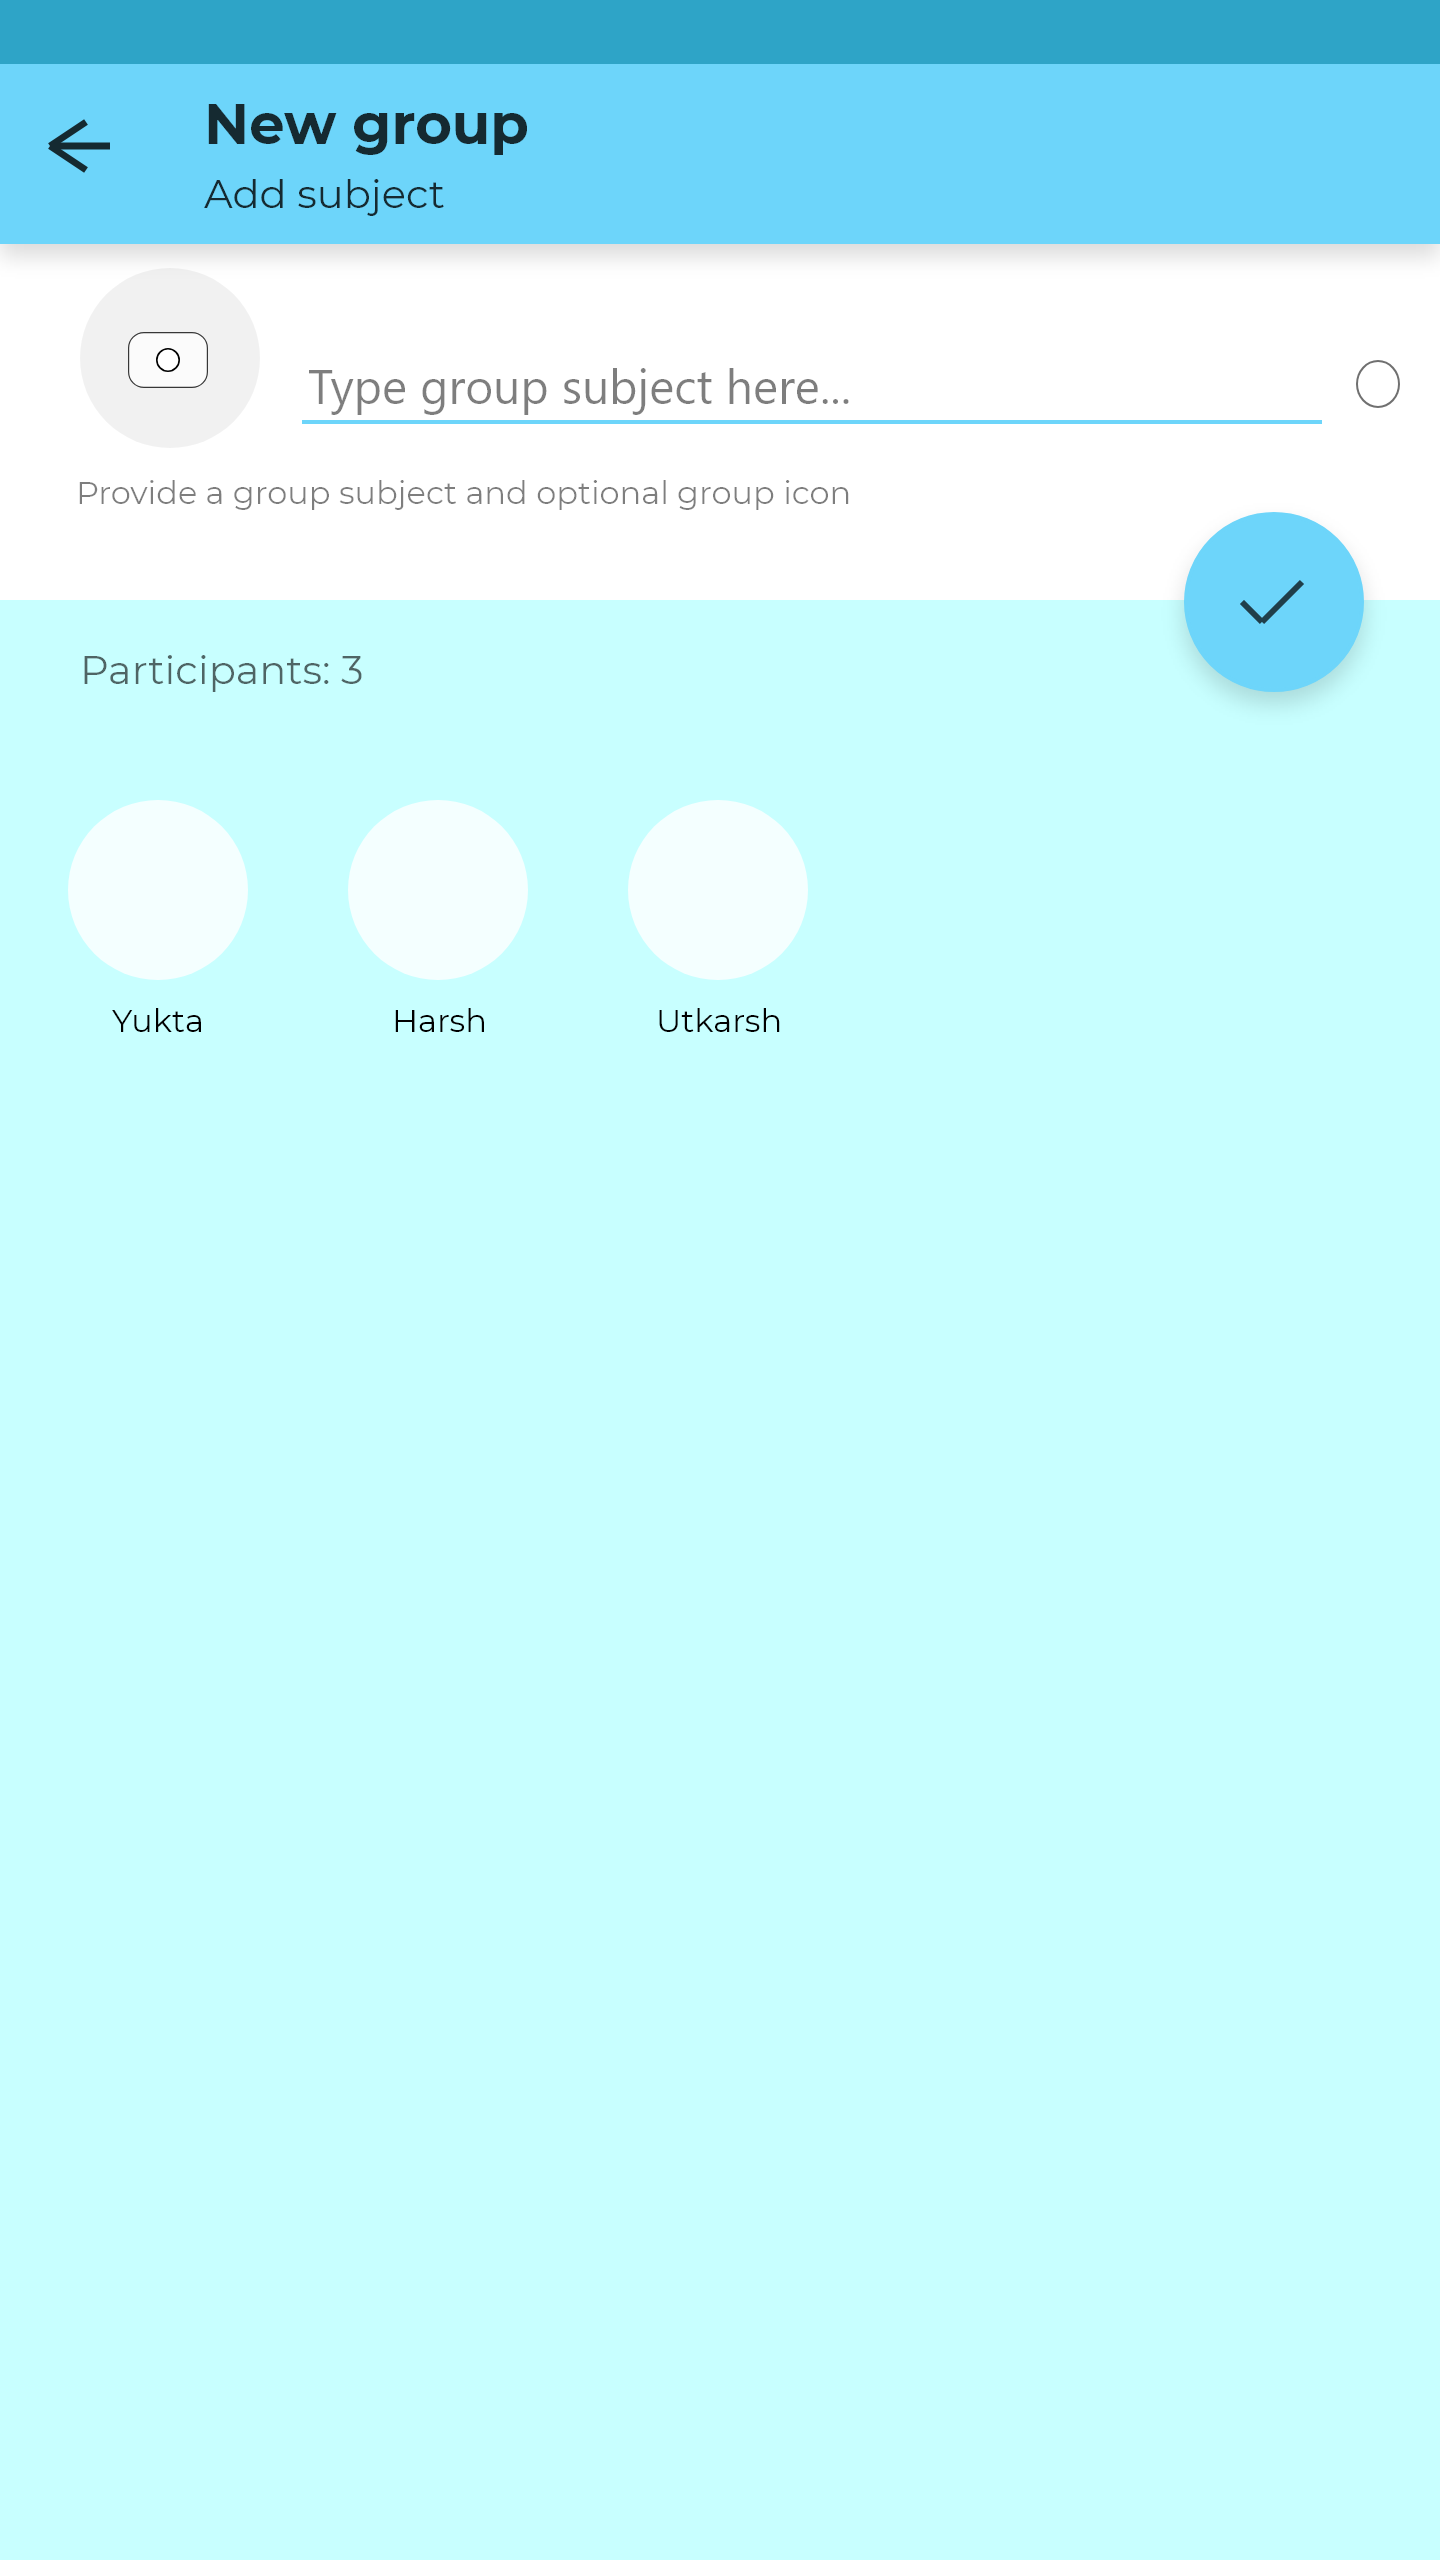 New group
Add subject
Type group subject here...
Provide a group subject and optional group icon
Participants: 3
Yukta
Harsh
Utkarsh